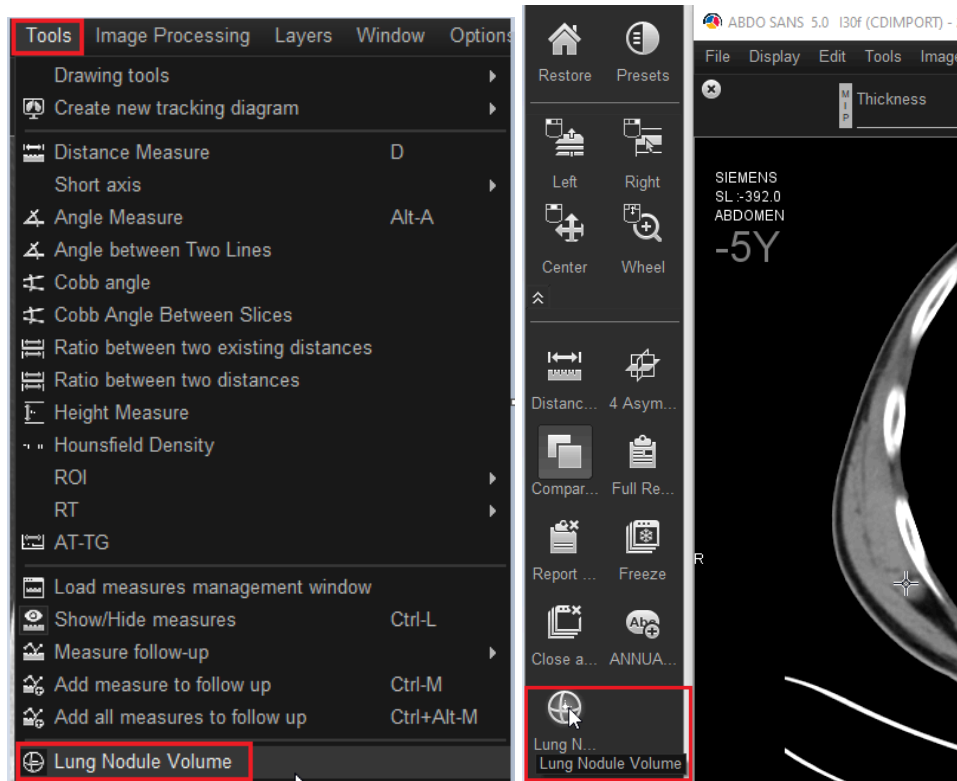 Tools Image Processing Layers Window Options
Drawing tools
Create new tracking diagram
Distance Measure D
Short axis
Angle Measure Alt-A
Angle between Two Lines
Cobb angle
Cobb Angle Between Slices
Ratio between two existing distances
Ratio between two distances
Height Measure
Hounsfield Density
ROI
RT
AT-TG
Load measures management window
Show/Hide measures Ctrl-L
Measure follow-up
Add measure to follow up Ctrl-M
Add all measures to follow up Ctrl+Alt-M
Lung Nodule Volume
Restore Presets
Left Right
Center Wheel
Distanc... 4 Asym...
Compar... Full Re...
Report ... Freeze
Close a... ANNUA...
Lung N...
Lung Nodule Volume
ABDO SANS 5.0 I30f (CDIMPORT) -
File Display Edit Tools Image
MIP Thickness
SIEMENS
SL :-392.0
ABDOMEN
-5Y
R